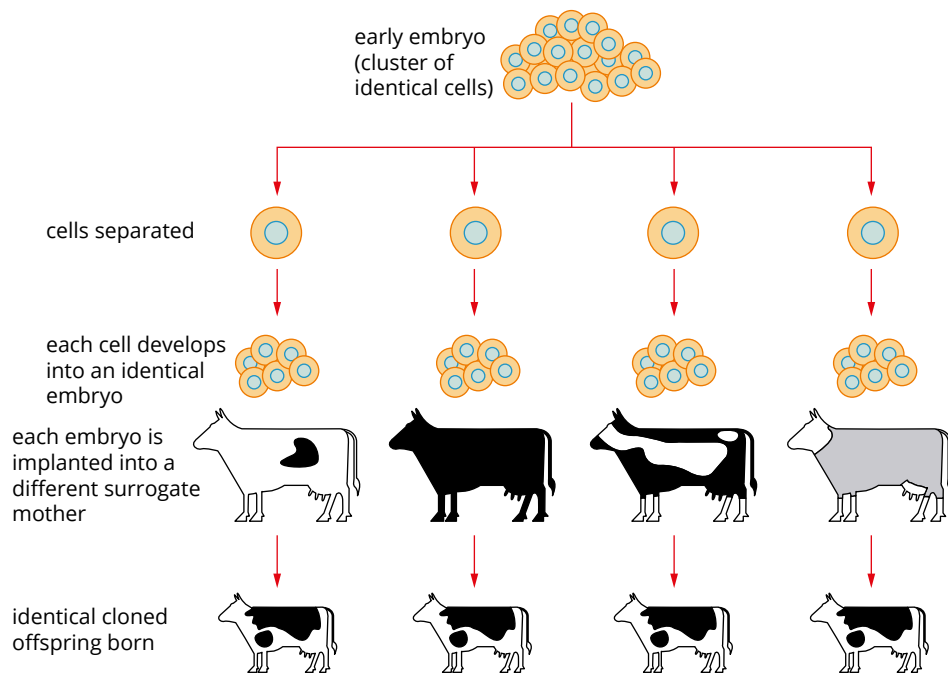 early embryo
(cluster of
identical cells)
cells separated
each cell develops
into an identical
embryo
each embryo is
implanted into a
different surrogate
mother
identical cloned
offspring born